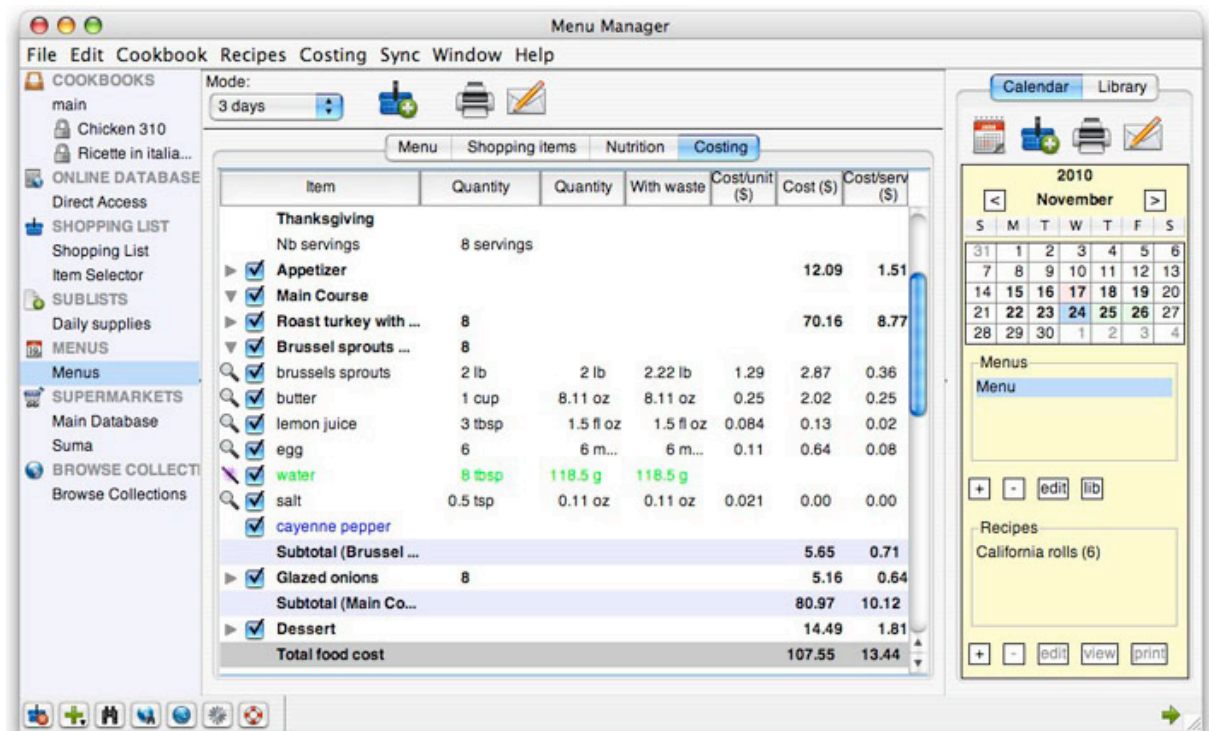 Menu Manager
File Edit Cookbook Recipes Costing Sync Window Help
COOKBOOKS
main
Chicken 310
Ricette in italia...
ONLINE DATABASE
Direct Access
SHOPPING LIST
Shopping List
Item Selector
SUBLISTS
Daily supplies
MENUS
Menus
SUPERMARKETS
Main Database
Suma
BROWSE COLLECTI
Browse Collections
Mode:
3 days
Menu Shopping items Nutrition Costing
Item Quantity Quantity With waste Cost/unit ($) Cost ($) Cost/serv ($)
Thanksgiving
Nb servings 8 servings
Appetizer 12.09 1.51
Main Course
Roast turkey with ... 8 70.16 8.77
Brussel sprouts ... 8
brussels sprouts 2 lb 2 lb 2.22 lb 1.29 2.87 0.36
butter 1 cup 8.11 oz 8.11 oz 0.25 2.02 0.25
lemon juice 3 tbsp 1.5 fl oz 1.5 fl oz 0.084 0.13 0.02
egg 6 6 m... 6 m... 0.11 0.64 0.08
water 8 tbsp 118.5 g 118.5 g
salt 0.5 tsp 0.11 oz 0.11 oz 0.021 0.00 0.00
cayenne pepper
Subtotal (Brussel ... 5.65 0.71
Glazed onions 8 5.16 0.64
Subtotal (Main Co... 80.97 10.12
Dessert 14.49 1.81
Total food cost 107.55 13.44
Calendar Library
2010
< November >
S M T W T F S
31 1 2 3 4 5 6
7 8 9 10 11 12 13
14 15 16 17 18 19 20
21 22 23 24 25 26 27
28 29 30 1 2 3 4
Menus
Menu
+ - edit lib
Recipes
California rolls (6)
+ - edit view print